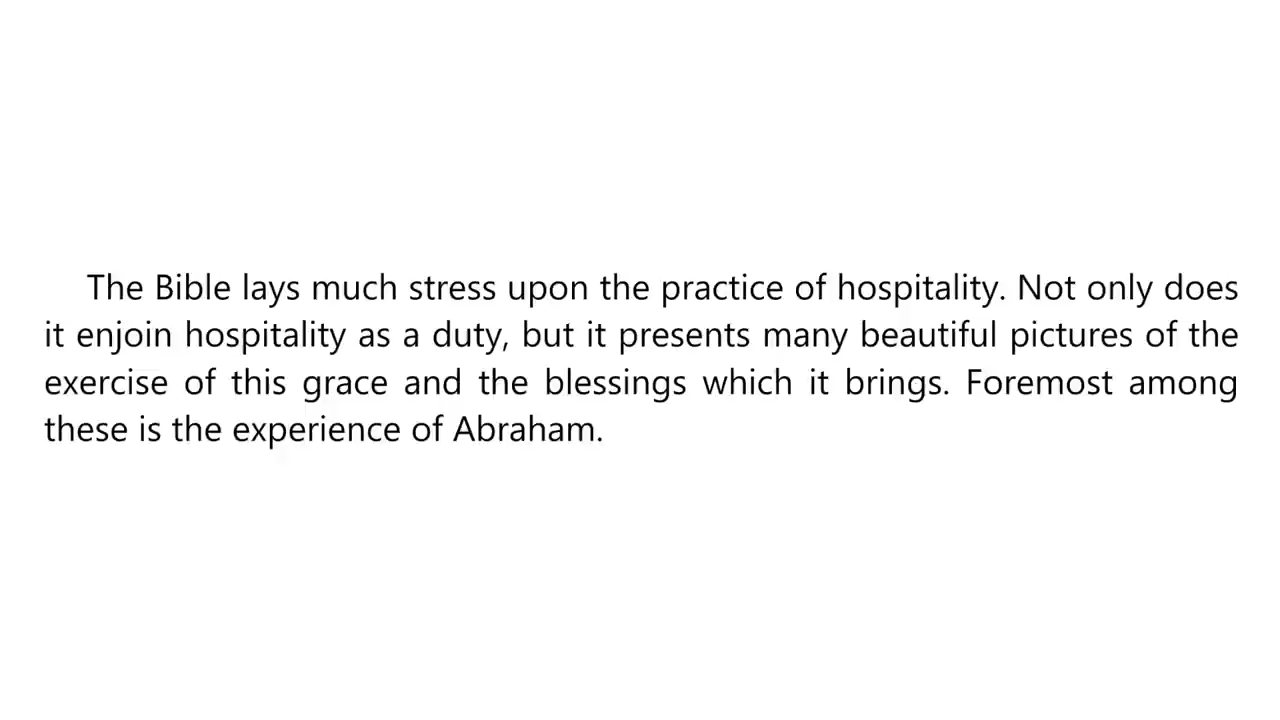 The Bible lays much stress upon the practice of hospitality. Not only does
it enjoin hospitality as a duty, but it presents many beautiful pictures of the
exercise of this grace and the blessings which it brings. Foremost among
these is the experience of Abraham.